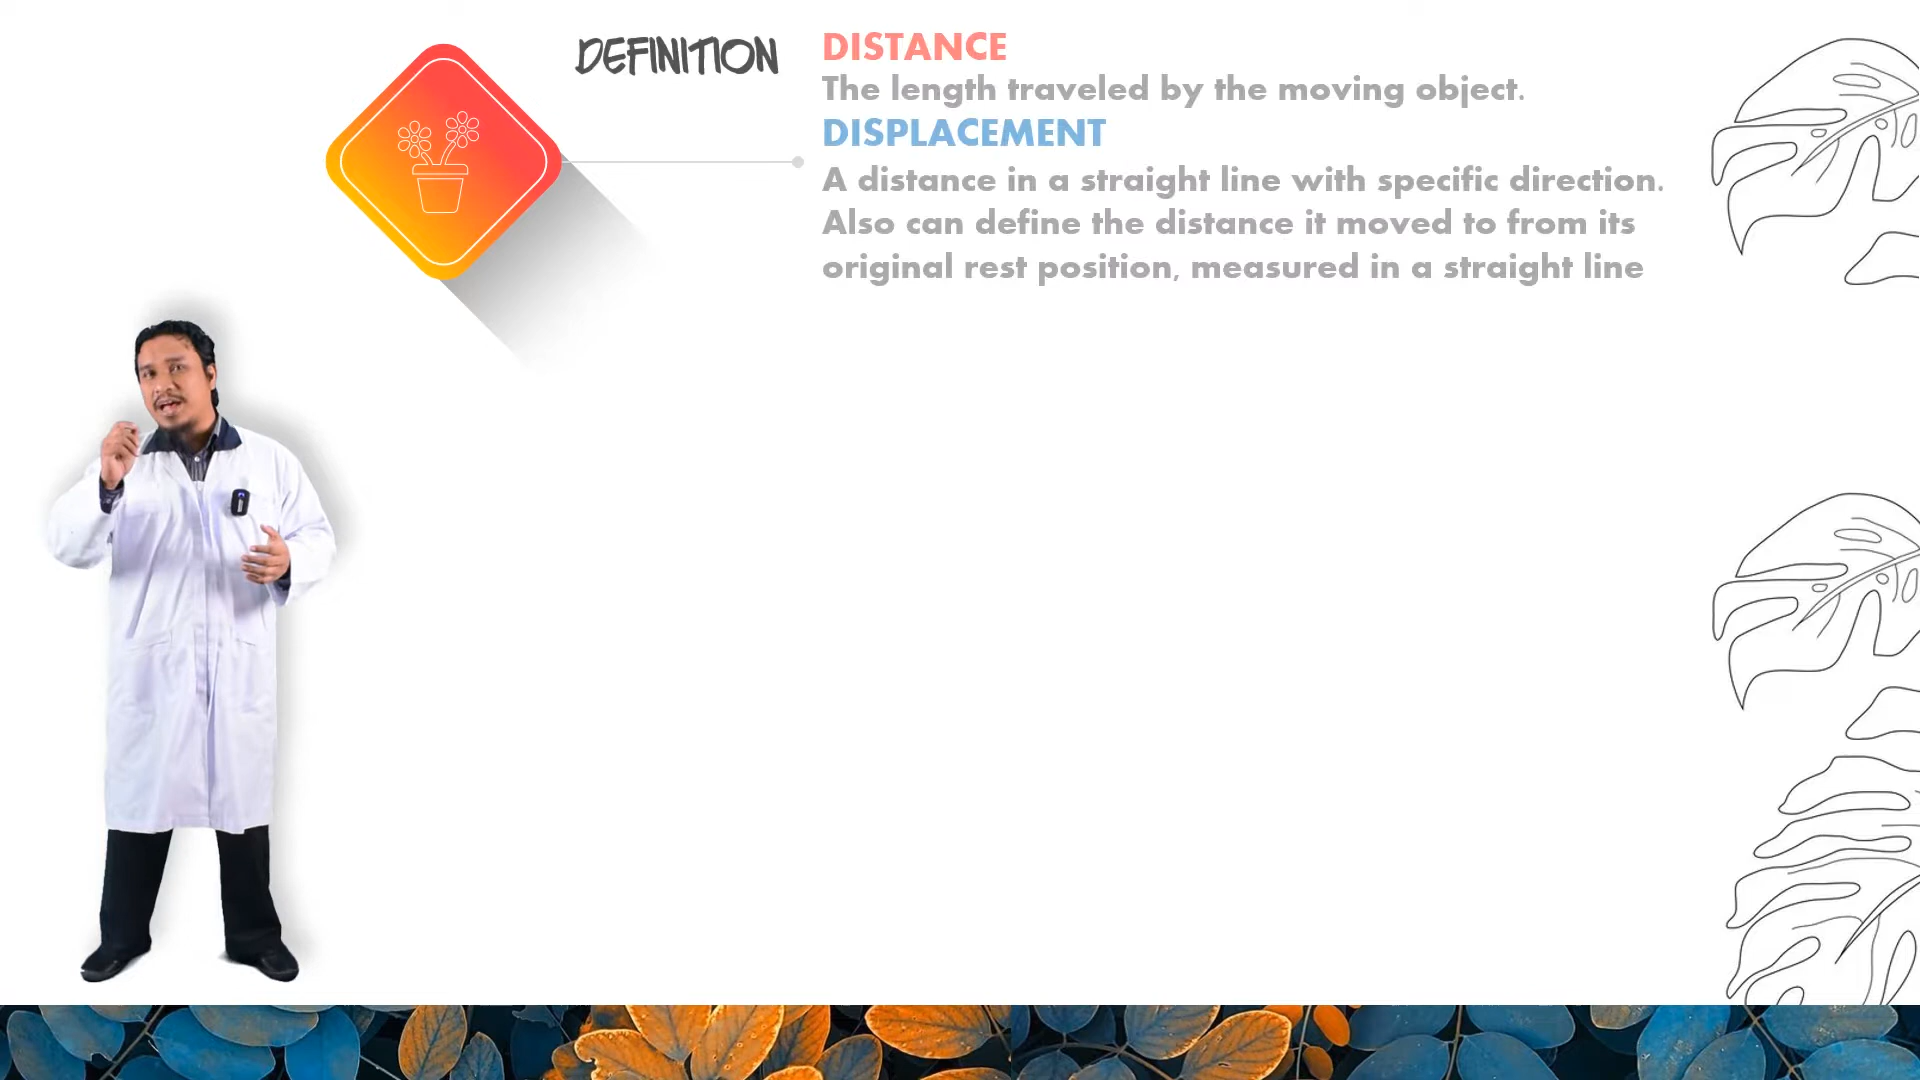 DEFINITION
DISTANCE
The length traveled by the moving object.
DISPLACEMENT
A distance in a straight line with specific direction.
Also can define the distance it moved to from its
original rest position, measured in a straight line